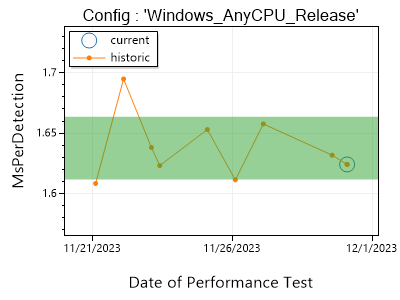 Config : 'Windows_AnyCPU_Release'
current
historic
1.7
1.65
1.6
MsPerDetection
11/21/2023
11/26/2023
12/1/2023
Date of Performance Test